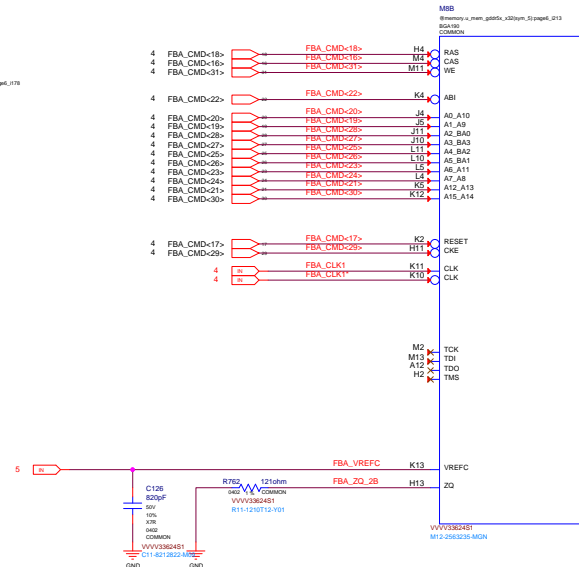 M8B
@memory.u_mem_gddr5x_x32(sym_5):page6_i213
BGA190
COMMON
ge6_i178
4 FBA_CMD<18> FBA_CMD<18> H4 RAS
4 FBA_CMD<16> FBA_CMD<16> M4 CAS
4 FBA_CMD<31> FBA_CMD<31> M11 WE
4 FBA_CMD<22> FBA_CMD<22> K4 ABI
4 FBA_CMD<20> FBA_CMD<20> J4 A0_A10
4 FBA_CMD<19> FBA_CMD<19> J5 A1_A9
4 FBA_CMD<28> FBA_CMD<28> J11 A2_BA0
4 FBA_CMD<27> FBA_CMD<27> J10 A3_BA3
4 FBA_CMD<25> FBA_CMD<25> L11 A4_BA2
4 FBA_CMD<26> FBA_CMD<26> L10 A5_BA1
4 FBA_CMD<23> FBA_CMD<23> L5 A6_A11
4 FBA_CMD<24> FBA_CMD<24> L4 A7_A8
4 FBA_CMD<21> FBA_CMD<21> K5 A12_A13
4 FBA_CMD<30> FBA_CMD<30> K12 A15_A14
4 FBA_CMD<17> FBA_CMD<17> K2 RESET
4 FBA_CMD<29> FBA_CMD<29> H11 CKE
4 IN FBA_CLK1 K11 CLK
4 IN FBA_CLK1* K10 CLK
M2 TCK
M13 TDI
A12 TDO
H2 TMS
5 IN FBA_VREFC K13 VREFC
R762 121ohm FBA_ZQ_2B H13 ZQ
0402 COMMON
VVVV33624S1
R11-1210T12-Y01
C126
820pF
50V
10%
X7R
0402
COMMON
VVVV33624S1
GND
GND
VVVV33624S1
M12-2563235-MGN